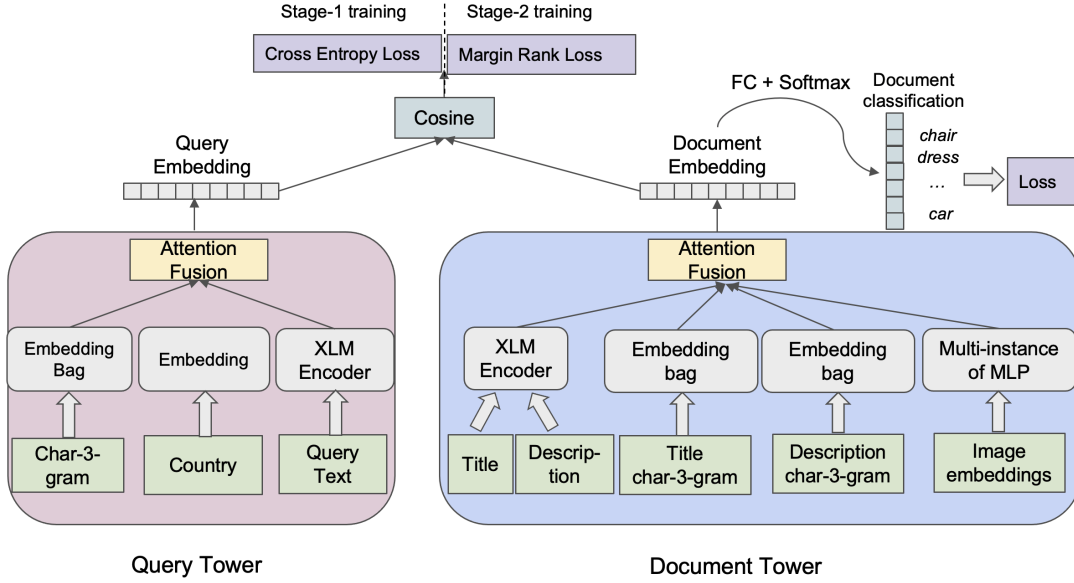 Stage-1 training
Stage-2 training
Cross Entropy Loss
Margin Rank Loss
Cosine
FC + Softmax
Document
classification
chair
dress
...
car
Loss
Query
Embedding
Document
Embedding
Attention
Fusion
Embedding
Bag
Embedding
XLM
Encoder
Char-3-
gram
Country
Query
Text
Query Tower
Attention
Fusion
XLM
Encoder
Embedding
bag
Embedding
bag
Multi-instance
of MLP
Title
Descrip-
tion
Title
char-3-gram
Description
char-3-gram
Image
embeddings
Document Tower